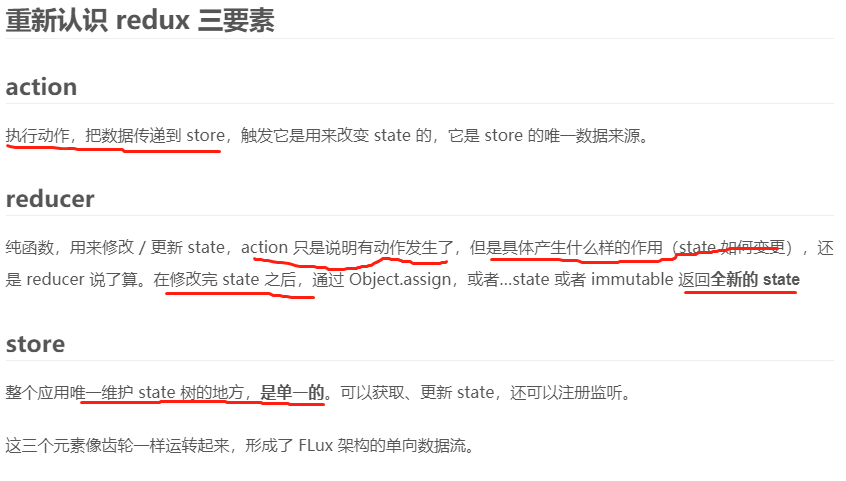 重新认识 redux 三要素
action
执行动作，把数据传递到 store，触发它是用来改变 state 的，它是 store 的唯一数据来源。
reducer
纯函数，用来修改 / 更新 state，action 只是说明有动作发生了，但是具体产生什么样的作用（state 如何变更），还
是 reducer 说了算。在修改完 state 之后，通过 Object.assign，或者...state 或者 immutable 返回全新的 state
store
整个应用唯一维护 state 树的地方，是单一的。可以获取、更新 state，还可以注册监听。
这三个元素像齿轮一样运转起来，形成了 FLux 架构的单向数据流。